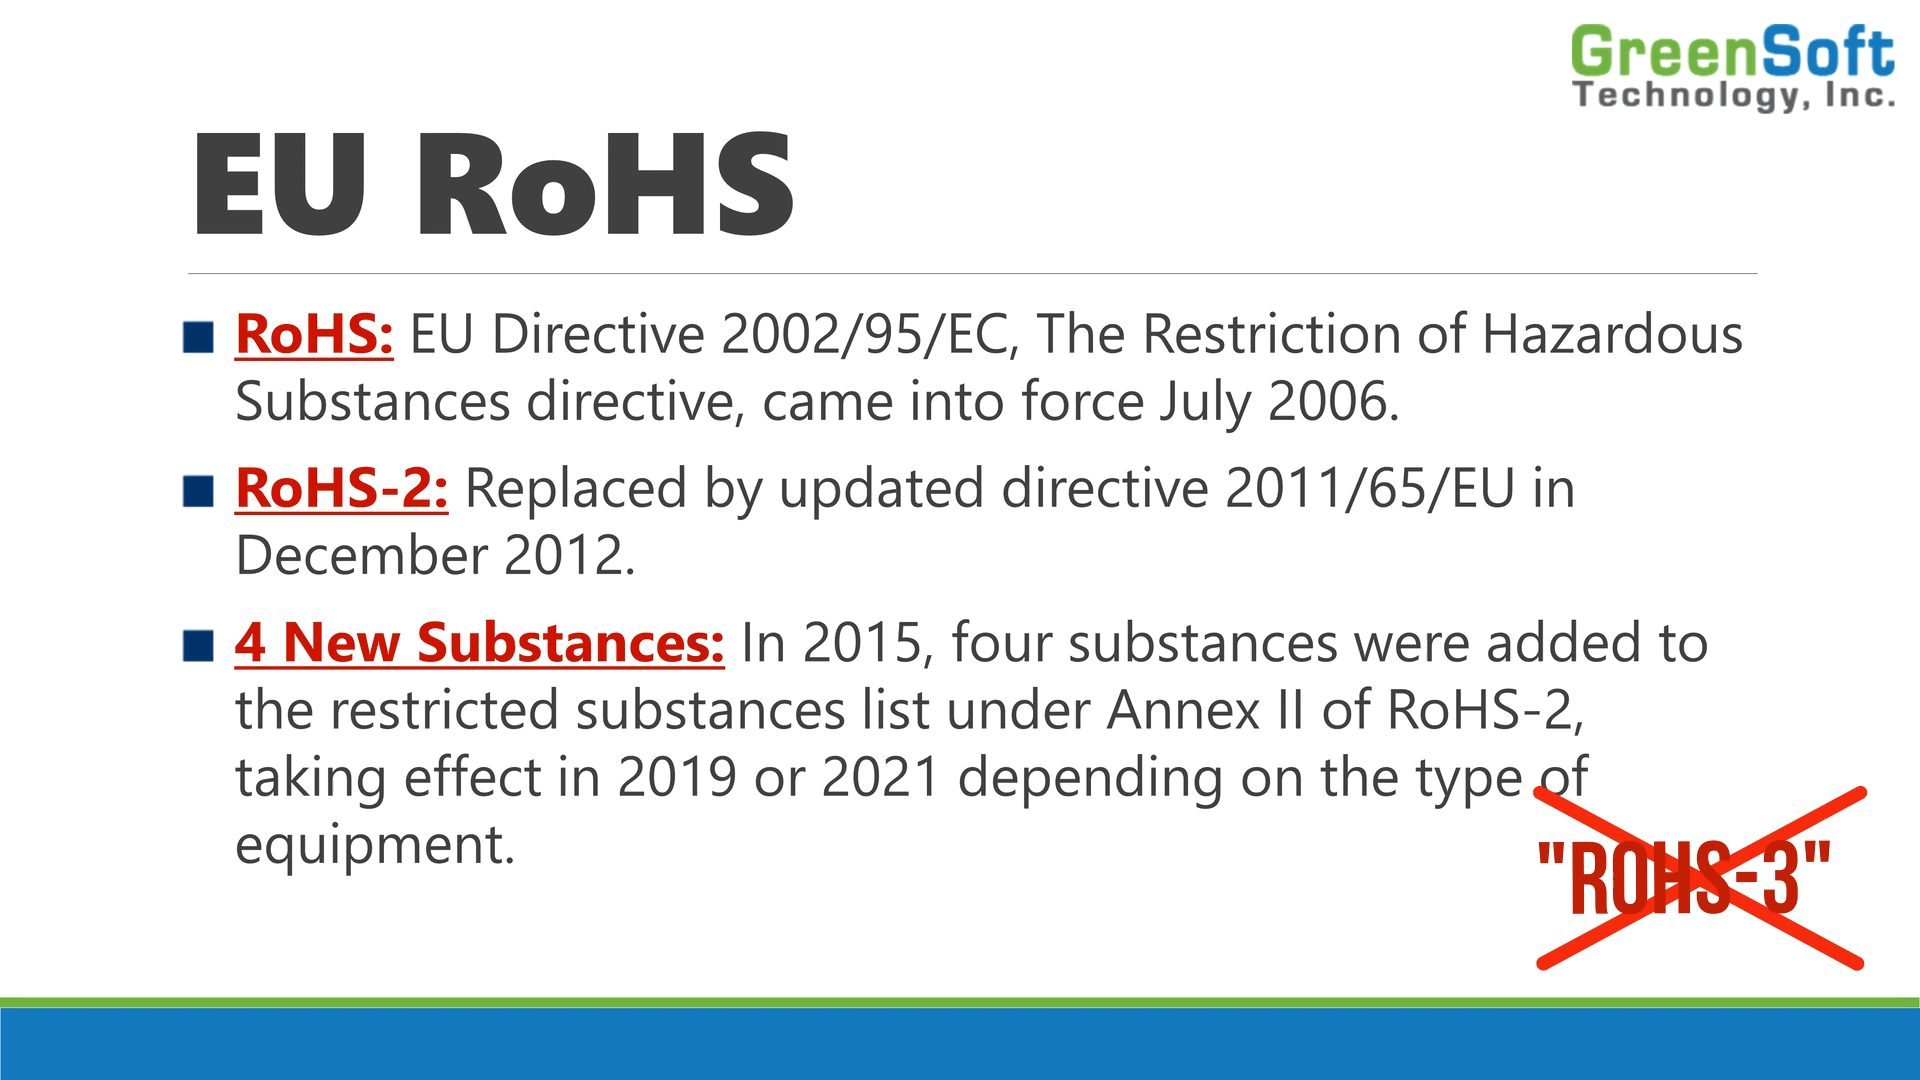 GreenSoft
Technology, Inc.
EU RoHS
RoHS: EU Directive 2002/95/EC, The Restriction of Hazardous
Substances directive, came into force July 2006.
RoHS-2: Replaced by updated directive 2011/65/EU in
December 2012.
4 New Substances: In 2015, four substances were added to
the restricted substances list under Annex II of RoHS-2,
taking effect in 2019 or 2021 depending on the type of
equipment.
"ROHS-3"